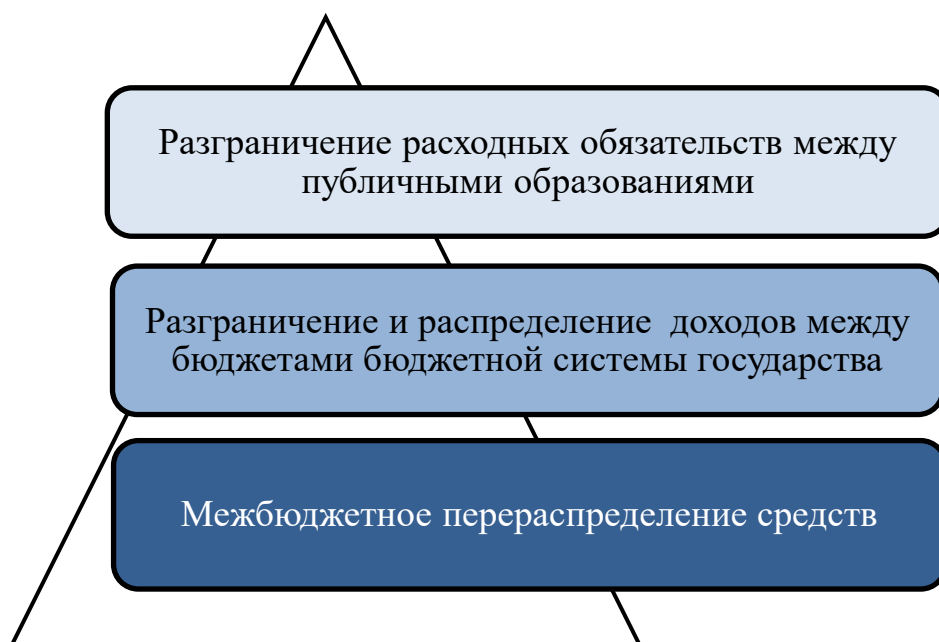 Разграничение расходных обязательств между
публичными образованиями
Разграничение и распределение  доходов между
бюджетами бюджетной системы государства
Межбюджетное перераспределение средств